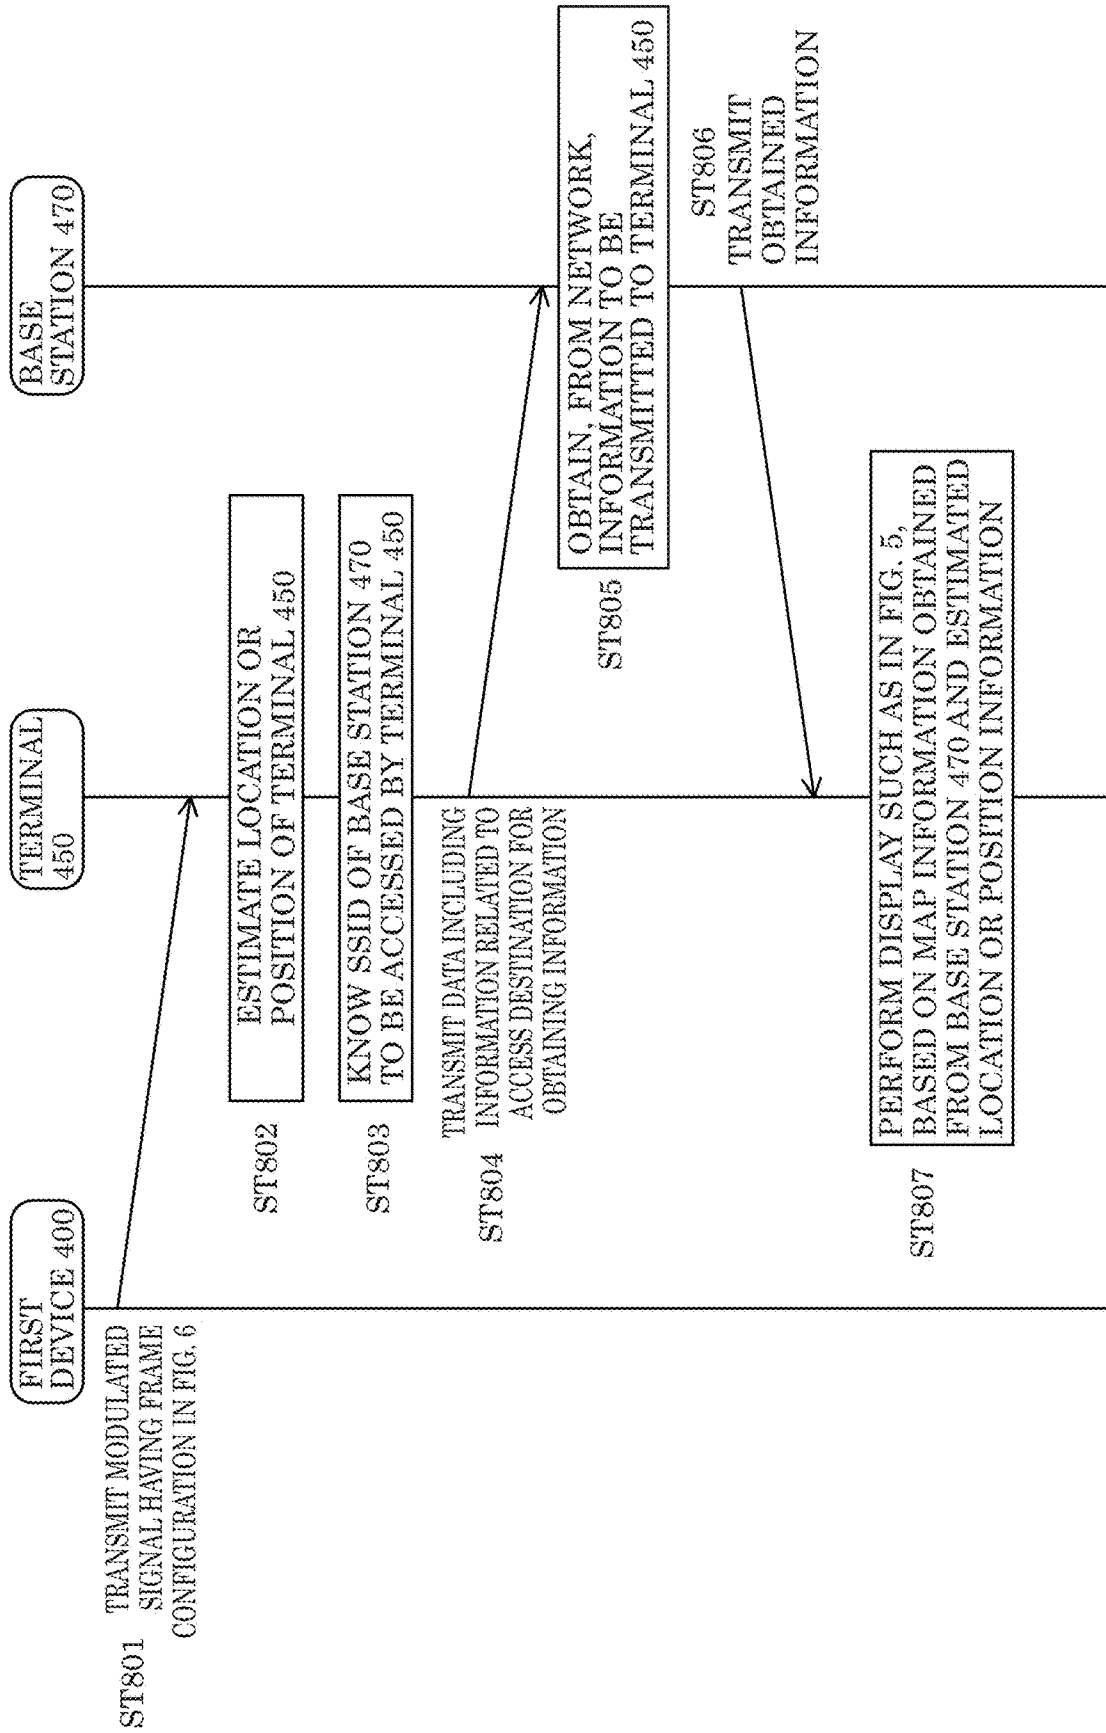 FIRST
DEVICE 400
TERMINAL
450
BASE
STATION 470
ST801
TRANSMIT MODULATED
SIGNAL HAVING FRAME
CONFIGURATION IN FIG. 6
ST802
ESTIMATE LOCATION OR
POSITION OF TERMINAL 450
ST803
KNOW SSID OF BASE STATION 470
TO BE ACCESSED BY TERMINAL 450
ST804
TRANSMIT DATA INCLUDING
INFORMATION RELATED TO
ACCESS DESTINATION FOR
OBTAINING INFORMATION
ST805
OBTAIN, FROM NETWORK,
INFORMATION TO BE
TRANSMITTED TO TERMINAL 450
ST806
TRANSMIT
OBTAINED
INFORMATION
ST807
PERFORM DISPLAY SUCH AS IN FIG. 5,
BASED ON MAP INFORMATION OBTAINED
FROM BASE STATION 470 AND ESTIMATED
LOCATION OR POSITION INFORMATION